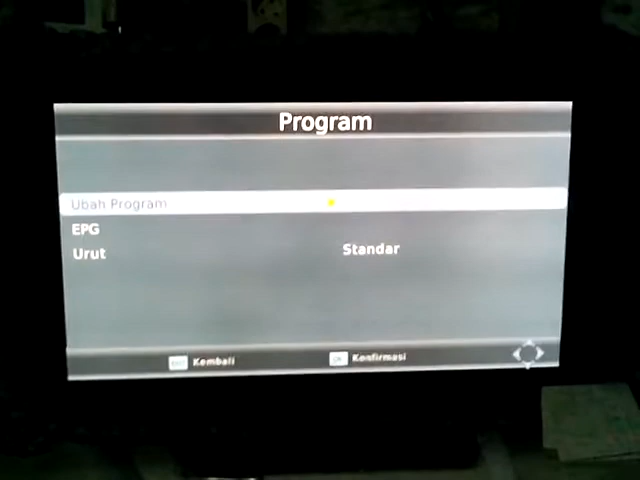 Program
Ubah Program
EPG
Urut Standar
Kembali Konfirmasi